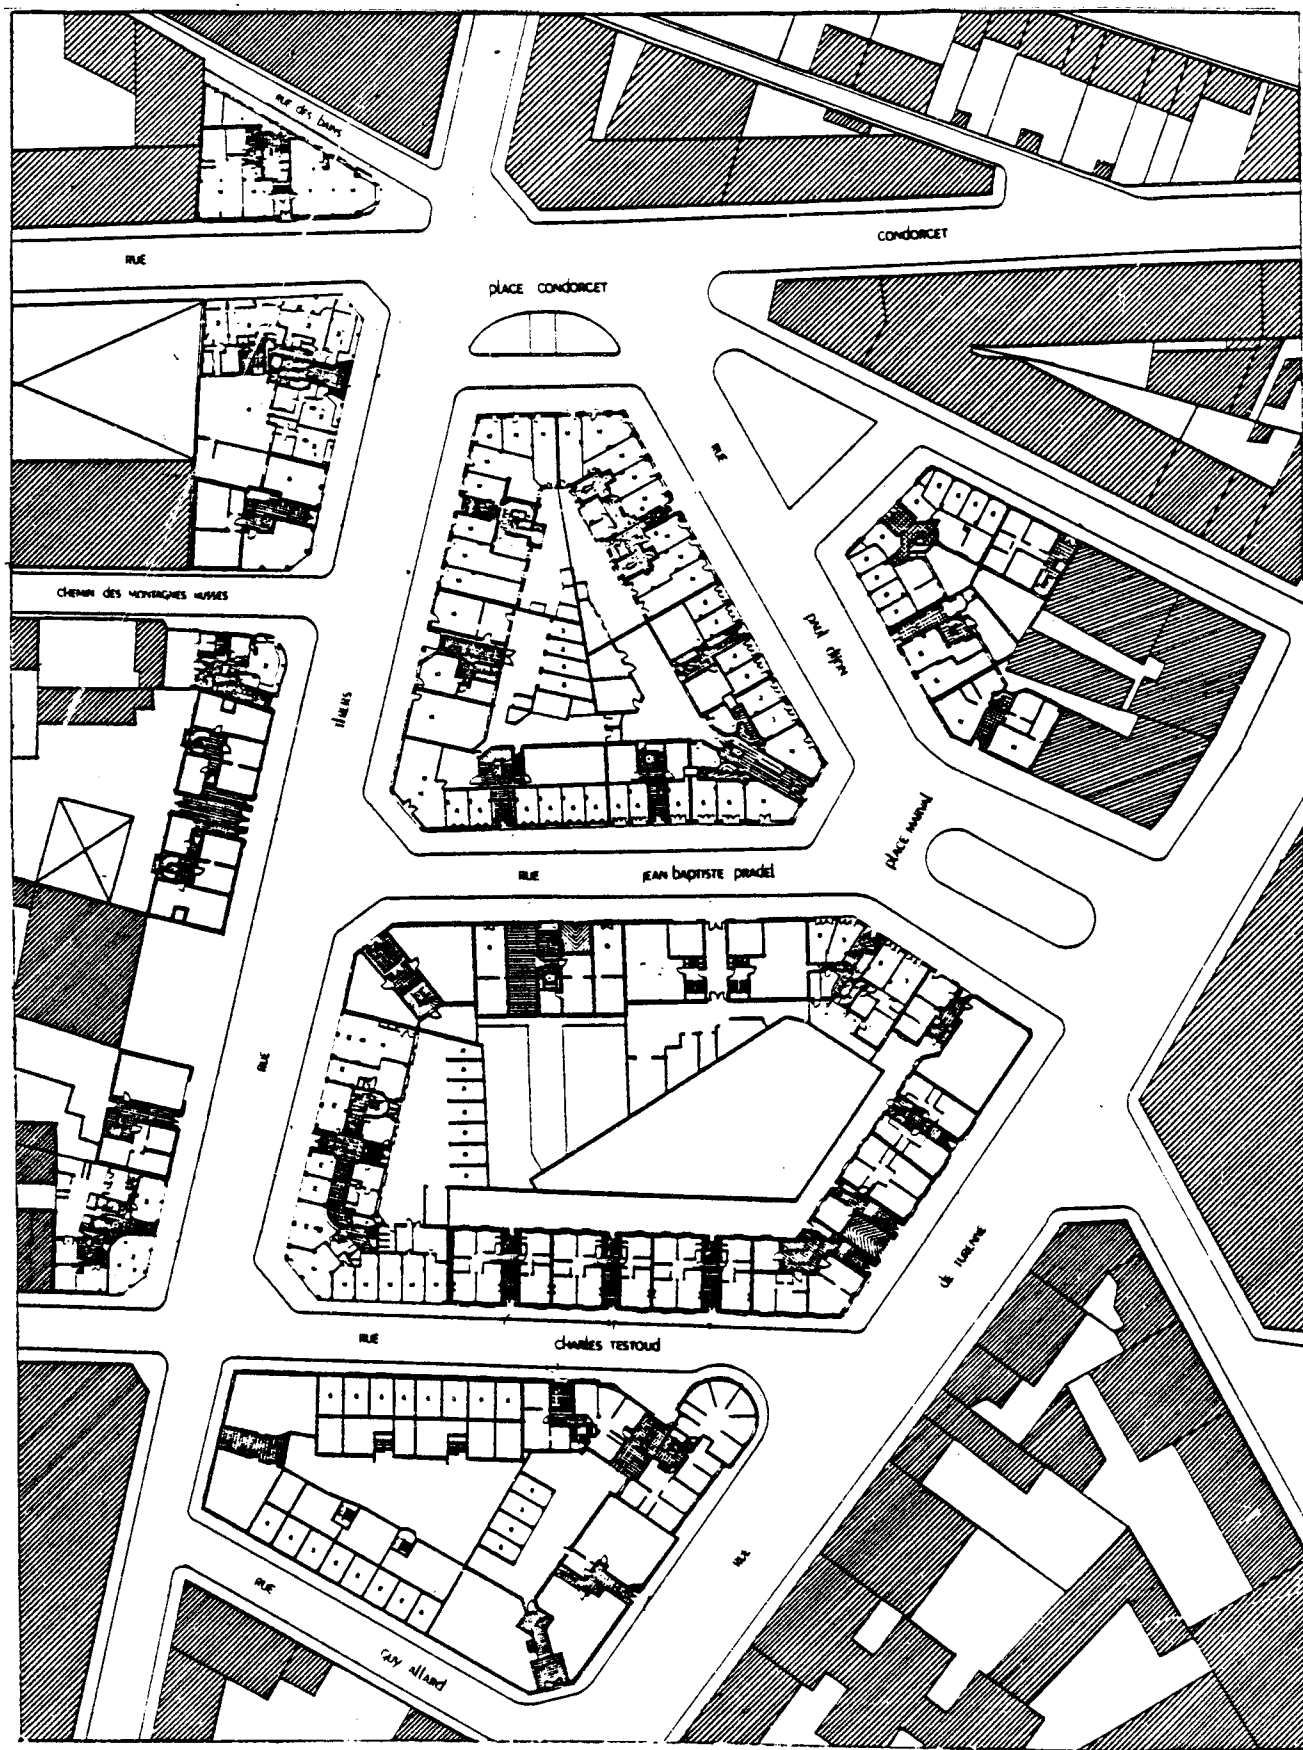 RUE des bains
RUE
CONDORCET
PLACE CONDORCET
RUE
CHEMIN des MONTAGNES RUSSES
paul dijon
THIERS
PLACE MARVAL
RUE
JEAN baptiste pradel
RUE
de TURENNE
RUE
CHARLES TESTOUD
RUE
RUE
GUY AllARd